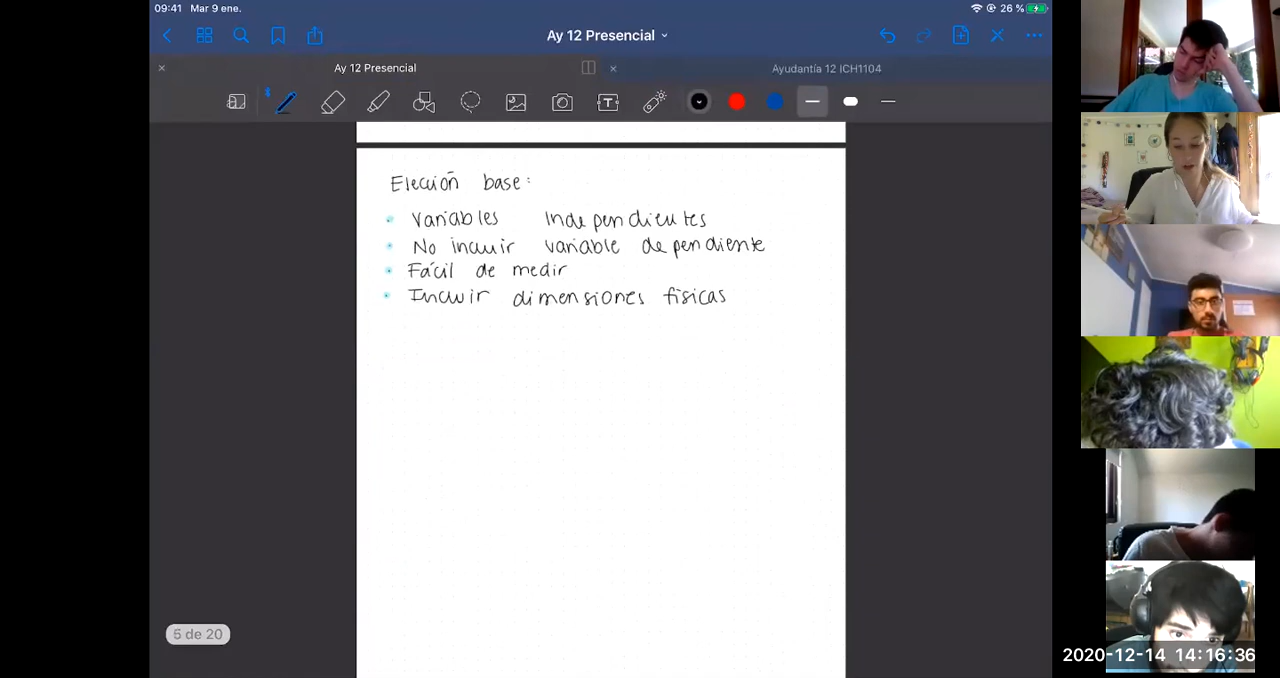 09:41 Mar 9 ene.
26 %
Ay 12 Presencial
Ay 12 Presencial
Ayudantía 12 ICH1104
Elección base:
• Variables Independientes
• No incluir variable dependiente
• Fácil de medir
• Incluir dimensiones físicas
5 de 20
2020-12-14 14:16:36